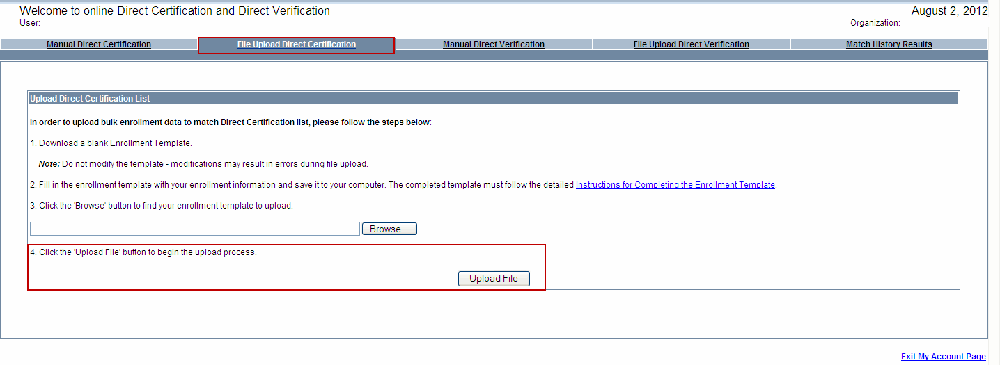 Welcome to online Direct Certification and Direct Verification
August 2, 2012
User:
Organization:
Manual Direct Certification
File Upload Direct Certification
Manual Direct Verification
File Upload Direct Verification
Match History Results
Upload Direct Certification List
In order to upload bulk enrollment data to match Direct Certification list, please follow the steps below:
1. Download a blank Enrollment Template.
Note: Do not modify the template - modifications may result in errors during file upload.
2. Fill in the enrollment template with your enrollment information and save it to your computer. The completed template must follow the detailed Instructions for Completing the Enrollment Template.
3. Click the 'Browse' button to find your enrollment template to upload:
Browse...
4. Click the 'Upload File' button to begin the upload process.
Upload File
Exit My Account Page